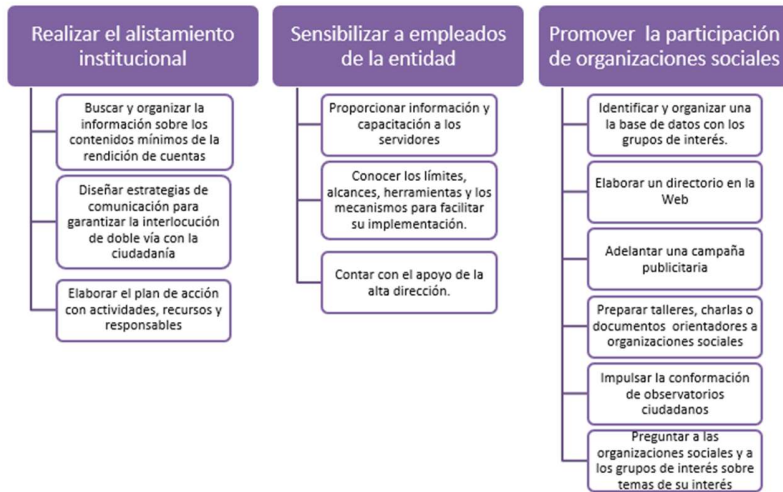 Realizar el alistamiento
institucional
Buscar y organizar la
información sobre los
contenidos mínimos de la
rendición de cuentas
Diseñar estrategias de
comunicación para
garantizar la interlocución
de doble vía con la
ciudadanía
Elaborar el plan de acción
con actividades, recursos y
responsables
Sensibilizar a empleados
de la entidad
Proporcionar información y
capacitación a los
servidores
Conocer los límites,
alcances, herramientas y los
mecanismos para facilitar
su implementación.
Contar con el apoyo de la
alta dirección.
Promover la participación
de organizaciones sociales
Identificar y organizar una
la base de datos con los
grupos de interés.
Elaborar un directorio en la
Web
Adelantar una campaña
publicitaria
Preparar talleres, charlas o
documentos orientadores a
organizaciones sociales
Impulsar la conformación
de observatorios
ciudadanos
Preguntar a las
organizaciones sociales y a
los grupos de interés sobre
temas de su interés